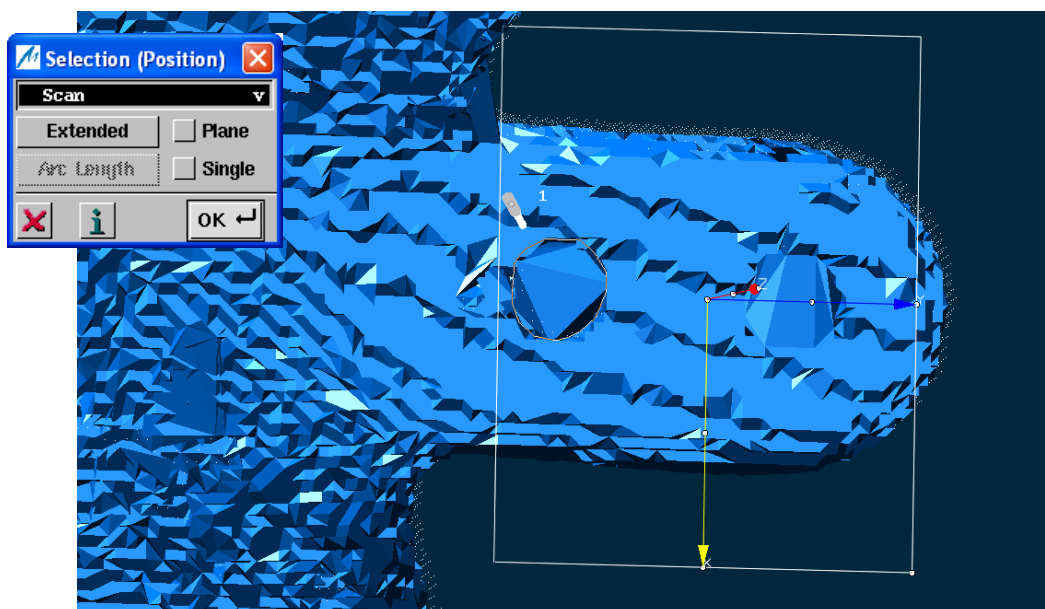 Selection (Position)
Scan v
Extended Plane
Arc Length Single
OK
1
Z
X